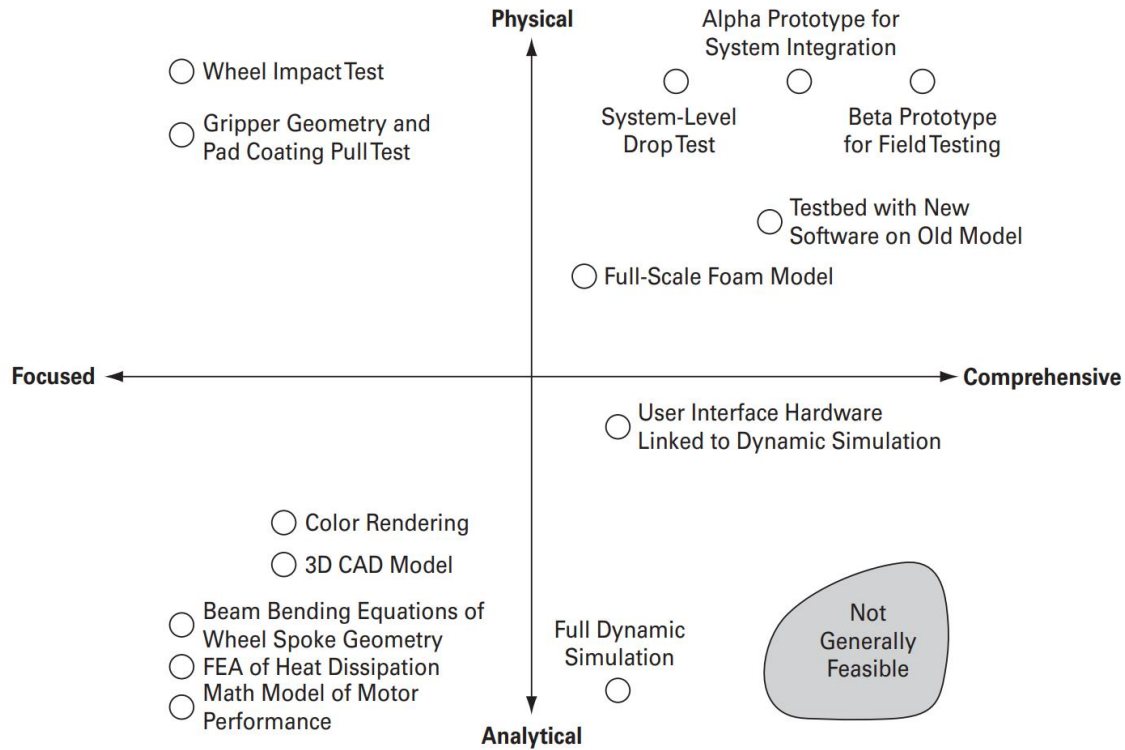 Physical
Alpha Prototype for
System Integration
Wheel Impact Test
Gripper Geometry and
Pad Coating Pull Test
System-Level
Drop Test
Beta Prototype
for Field Testing
Testbed with New
Software on Old Model
Full-Scale Foam Model
Focused
Comprehensive
User Interface Hardware
Linked to Dynamic Simulation
Color Rendering
3D CAD Model
Beam Bending Equations of
Wheel Spoke Geometry
FEA of Heat Dissipation
Math Model of Motor
Performance
Full Dynamic
Simulation
Not
Generally
Feasible
Analytical